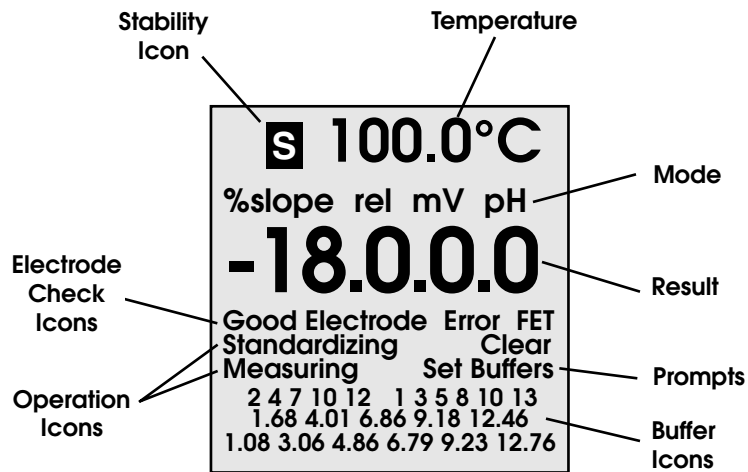 Stability
Icon
Temperature
S 100.0°C
%slope rel mV pH
Mode
-18.0.0.0
Result
Electrode
Check
Icons
Good Electrode Error FET
Standardizing Clear
Measuring Set Buffers
Prompts
Operation
Icons
2 4 7 10 12 1 3 5 8 10 13
1.68 4.01 6.86 9.18 12.46
1.08 3.06 4.86 6.79 9.23 12.76
Buffer
Icons